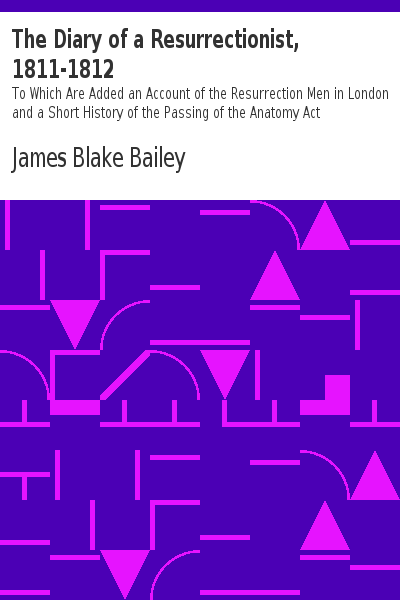 The Diary of a Resurrectionist,
1811-1812
To Which Are Added an Account of the Resurrection Men in London
and a Short History of the Passing of the Anatomy Act
James Blake Bailey